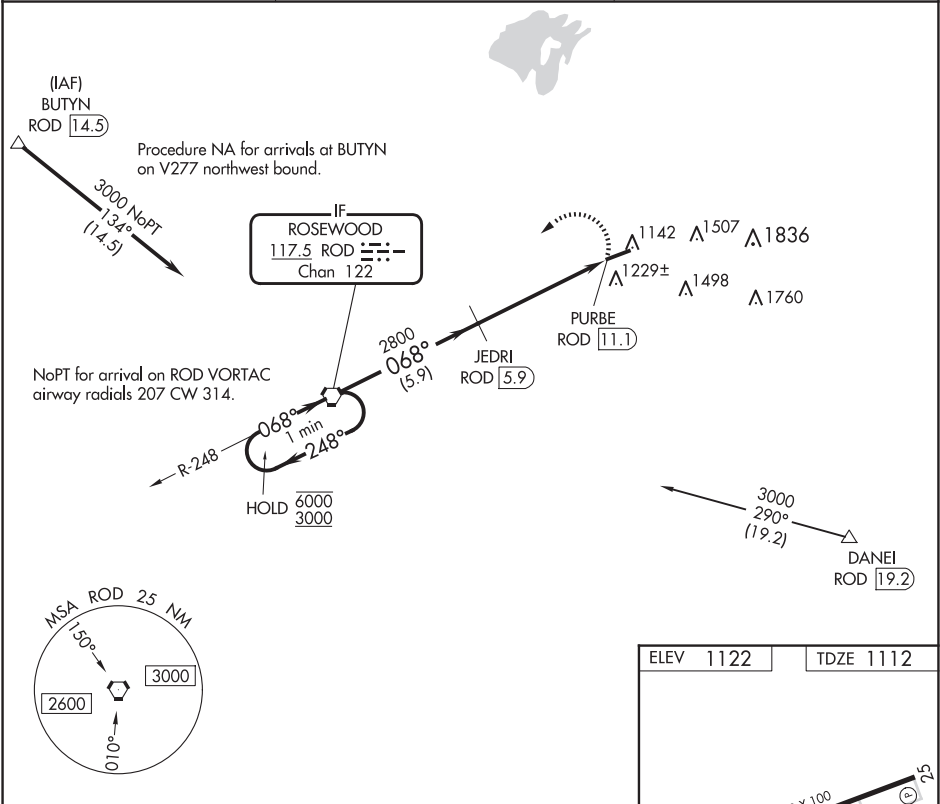 (IAF)
BUTYN
ROD 14.5
3000 NoPT
134°
(14.5)
Procedure NA for arrivals at BUTYN
on V277 northwest bound.
IF
ROSEWOOD
117.5 ROD
Chan 122
1142
1507
1836
1229±
1498
1760
PURBE
ROD 11.1
2800
068°
(5.9)
JEDRI
ROD 5.9
NoPT for arrival on ROD VORTAC
airway radials 207 CW 314.
068°
1 min
248°
R-248
HOLD 6000
3000
3000
290°
(19.2)
DANEI
ROD 19.2
MSA ROD 25 NM
150°
3000
2600
010°
ELEV 1122
TDZE 1112
25
X 100
P